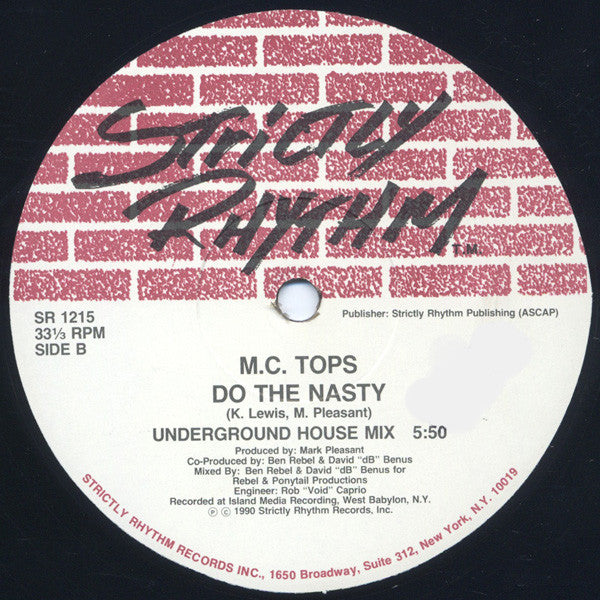 STRICTLY
RHYTHM
T.M.
SR 1215
33⅓ RPM
SIDE B
Publisher: Strictly Rhythm Publishing (ASCAP)
M.C. TOPS
DO THE NASTY
(K. Lewis, M. Pleasant)
UNDERGROUND HOUSE MIX 5:50
Produced by: Mark Pleasant
Co-Produced by: Ben Rebel & David "dB" Benus
Mixed By: Ben Rebel & David "dB" Benus for
Rebel & Ponytail Productions
Engineer: Rob "Void" Caprio
Recorded at Island Media Recording, West Babylon, N.Y.
℗ © 1990 Strictly Rhythm Records, Inc.
STRICTLY RHYTHM RECORDS INC., 1650 Broadway, Suite 312, New York, N.Y. 10019